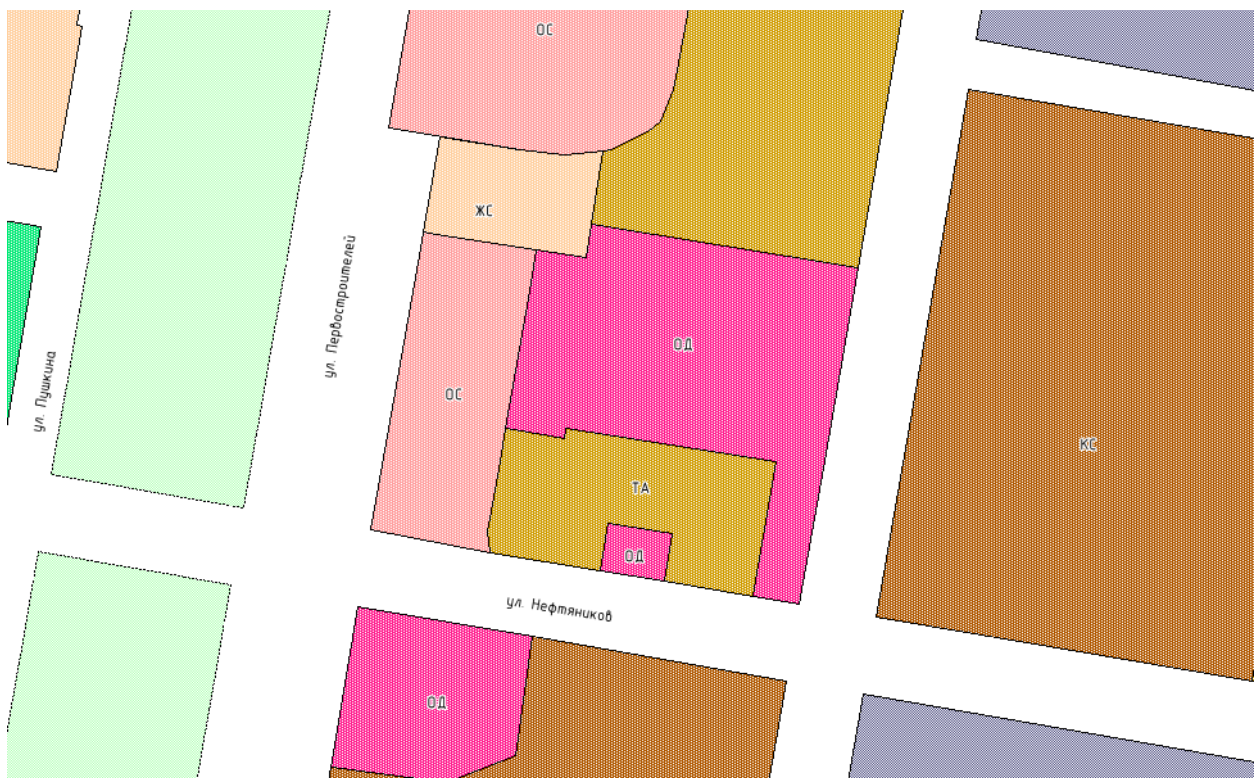 ОС
ЖС
ул. Первостроителей
ОД
ул. Пушкина
ОС
КС
ТА
ОД
ул. Нефтяников
ОД